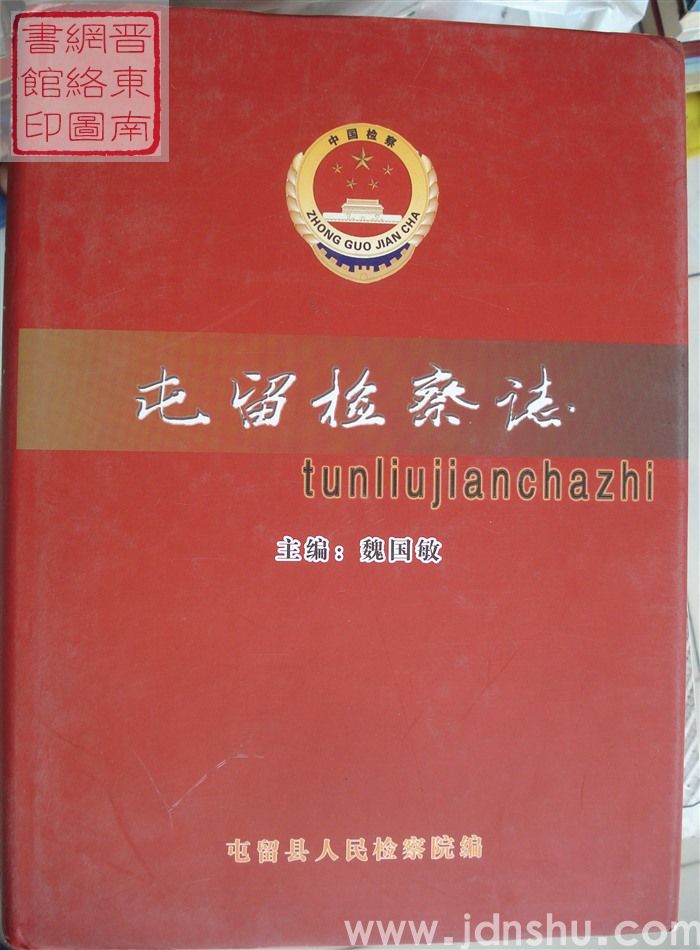 晋東南
網絡圖
書館印
中国检察
ZHONG GUO JIAN CHA
屯留检察誌
tunliujianchazhi
主编：魏国敏
屯留县人民检察院编
www.jdnshu.com